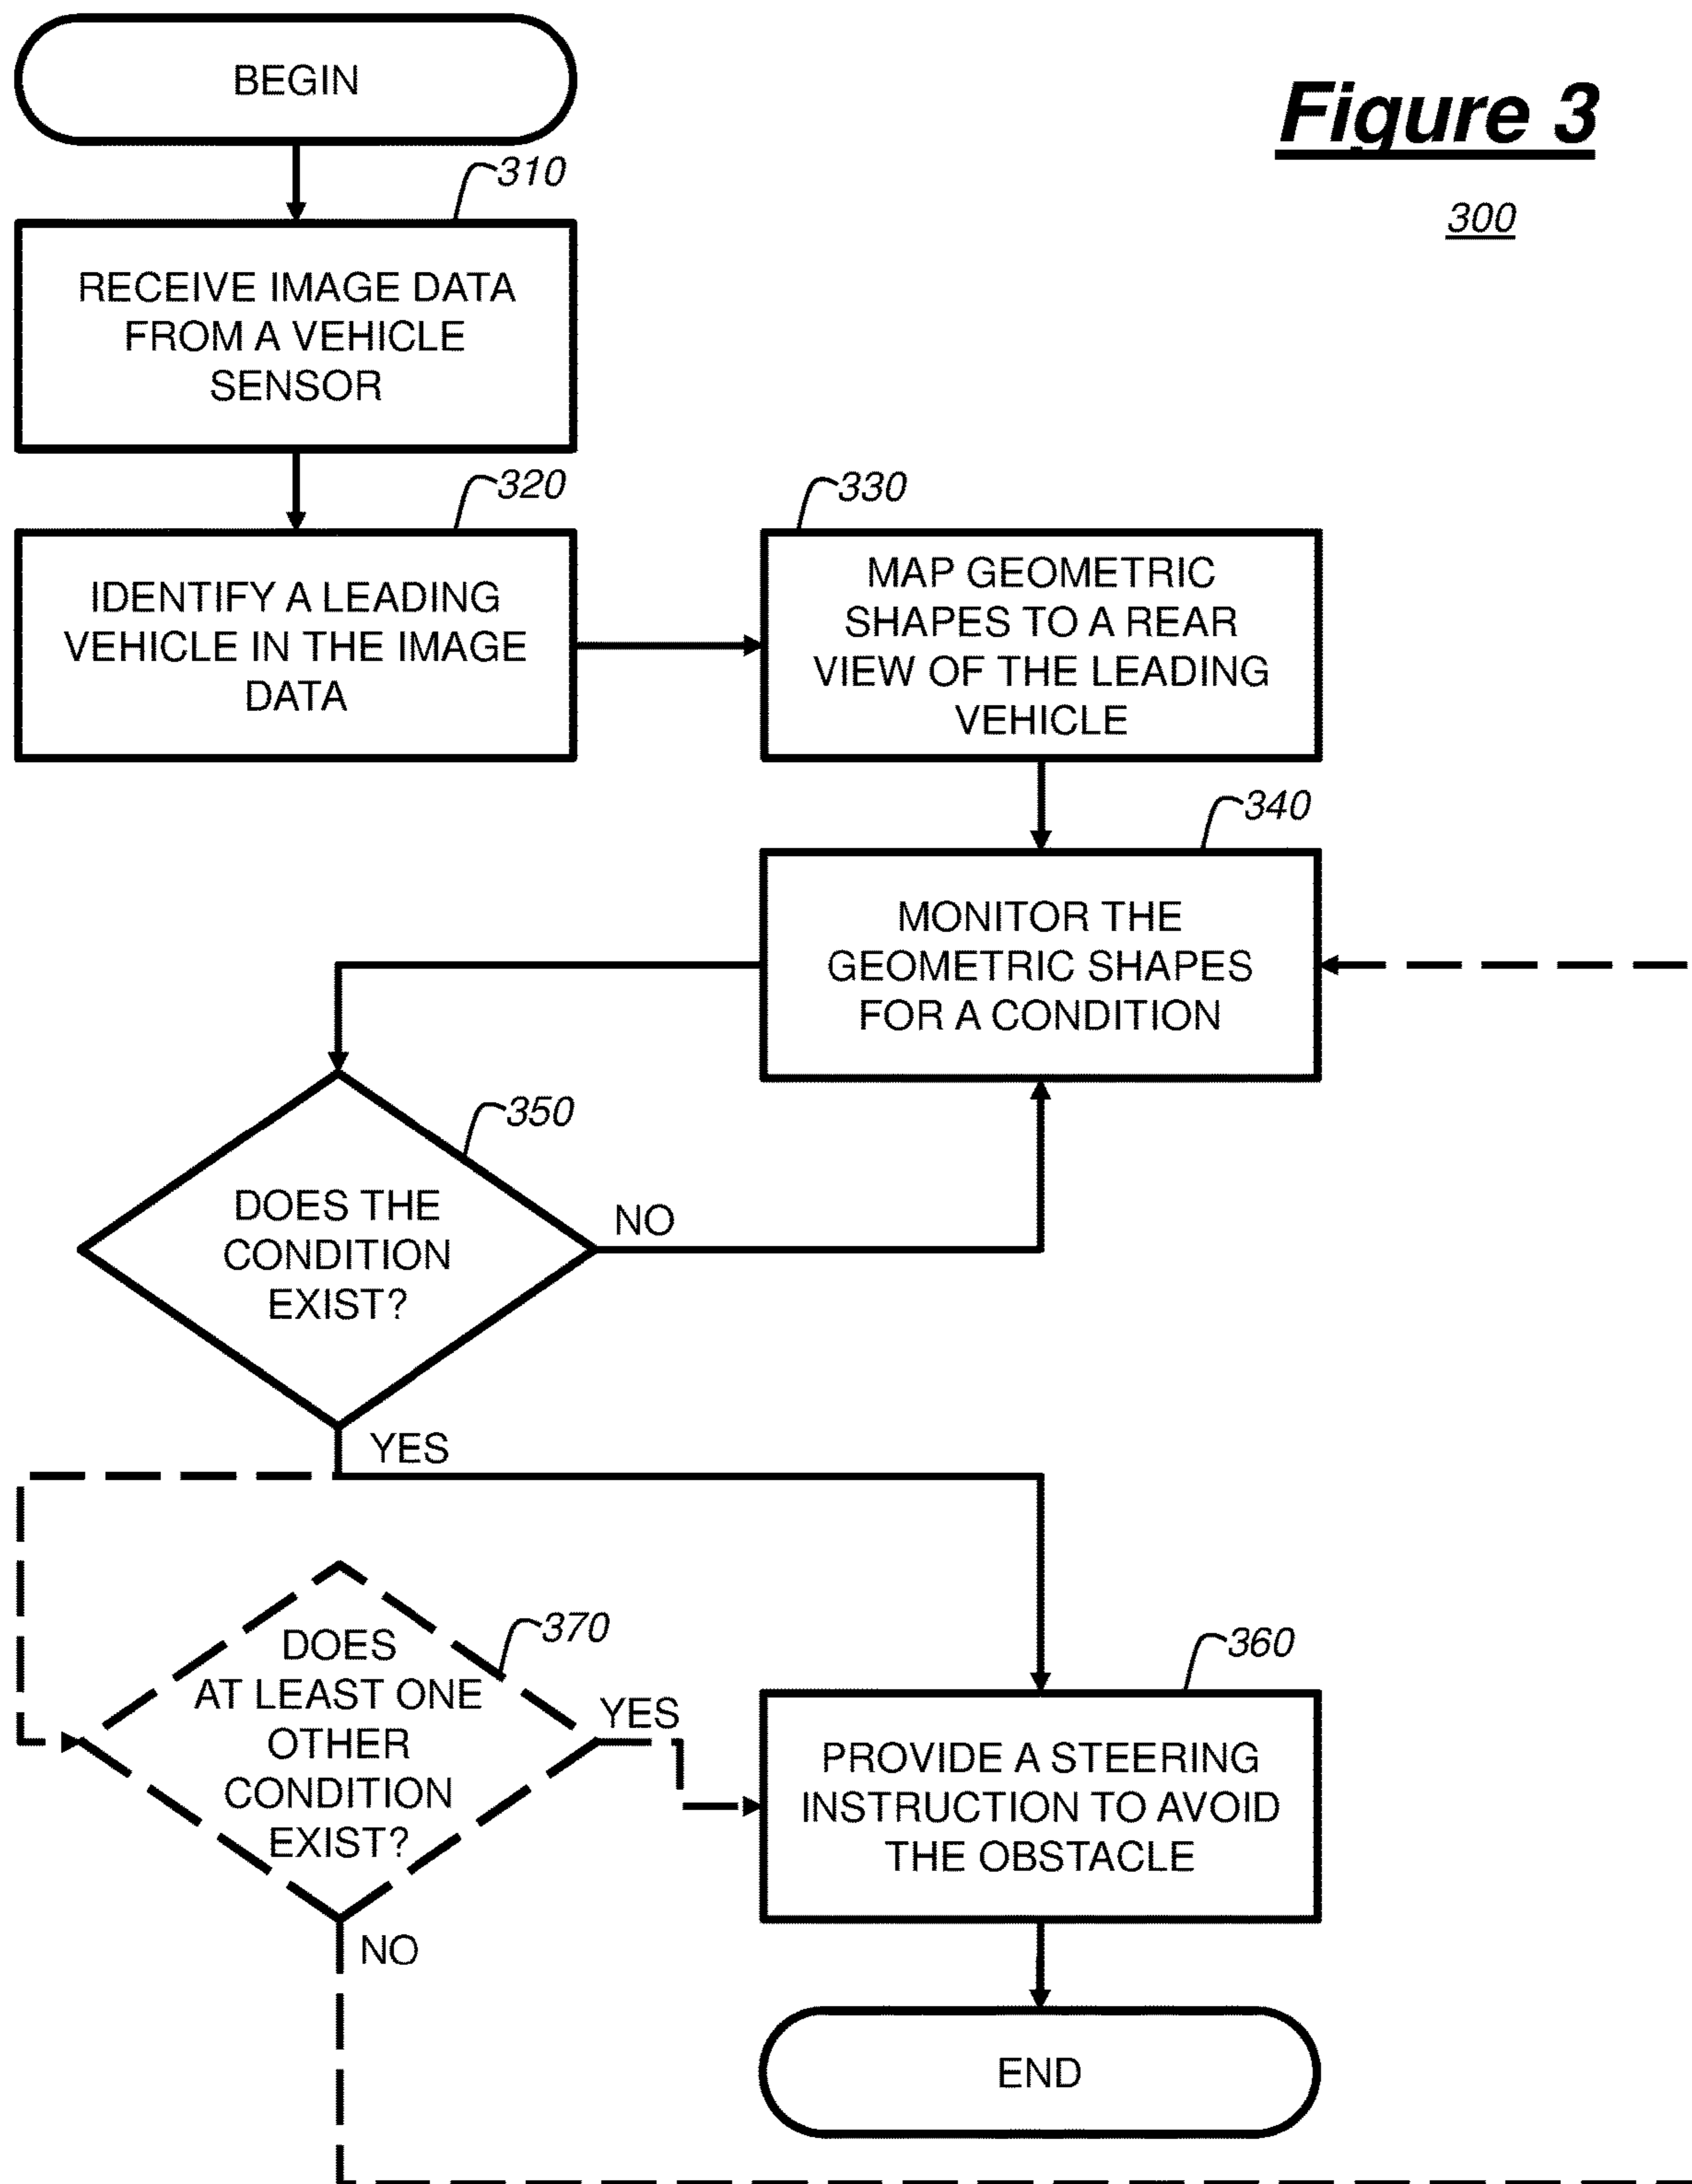 BEGIN
Figure 3
300
310
RECEIVE IMAGE DATA
FROM A VEHICLE
SENSOR
320
IDENTIFY A LEADING
VEHICLE IN THE IMAGE
DATA
330
MAP GEOMETRIC
SHAPES TO A REAR
VIEW OF THE LEADING
VEHICLE
340
MONITOR THE
GEOMETRIC SHAPES
FOR A CONDITION
350
DOES THE
CONDITION
EXIST?
NO
YES
370
DOES
AT LEAST ONE
OTHER
CONDITION
EXIST?
YES
NO
360
PROVIDE A STEERING
INSTRUCTION TO AVOID
THE OBSTACLE
END